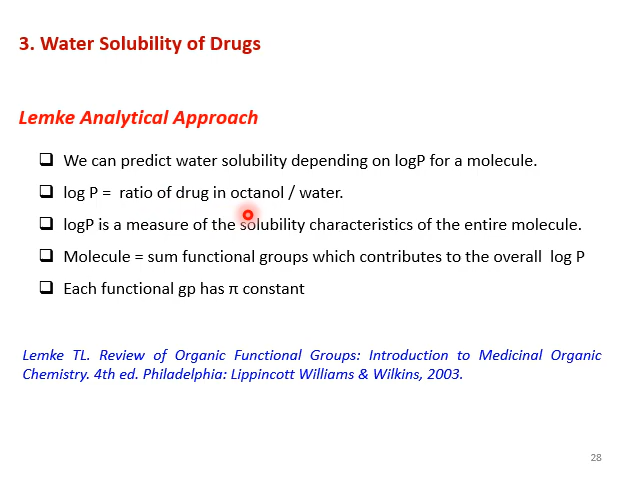 3. Water Solubility of Drugs
Lemke Analytical Approach
❑ We can predict water solubility depending on logP for a molecule.
❑ log P = ratio of drug in octanol / water.
❑ logP is a measure of the solubility characteristics of the entire molecule.
❑ Molecule = sum functional groups which contributes to the overall log P
❑ Each functional gp has π constant
Lemke TL. Review of Organic Functional Groups: Introduction to Medicinal Organic
Chemistry. 4th ed. Philadelphia: Lippincott Williams & Wilkins, 2003.
28